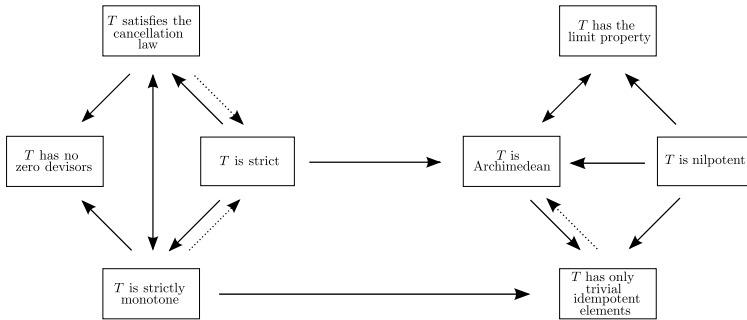 T satisfies the
cancellation
law
T has the
limit property
T has no
zero devisors
T is strict
T is
Archimedean
T is nilpotent
T is strictly
monotone
T has only
trivial
idempotent
elements